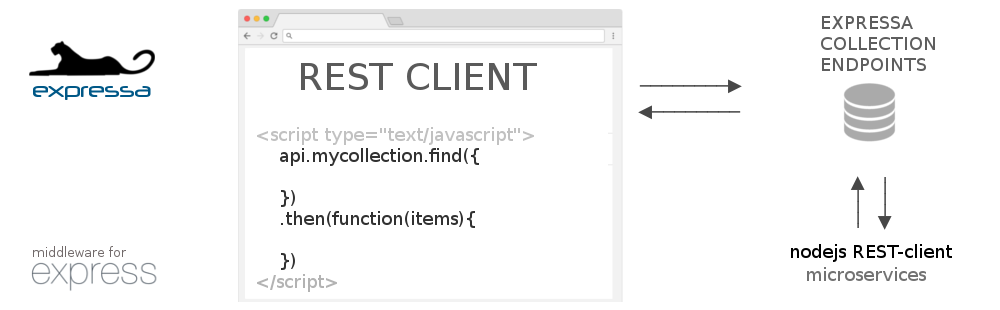 expressa
middleware for
express
REST CLIENT
<script type="text/javascript">
api.mycollection.find({
})
.then(function(items){
})
</script>
EXPRESSA
COLLECTION
ENDPOINTS
nodejs REST-client
microservices